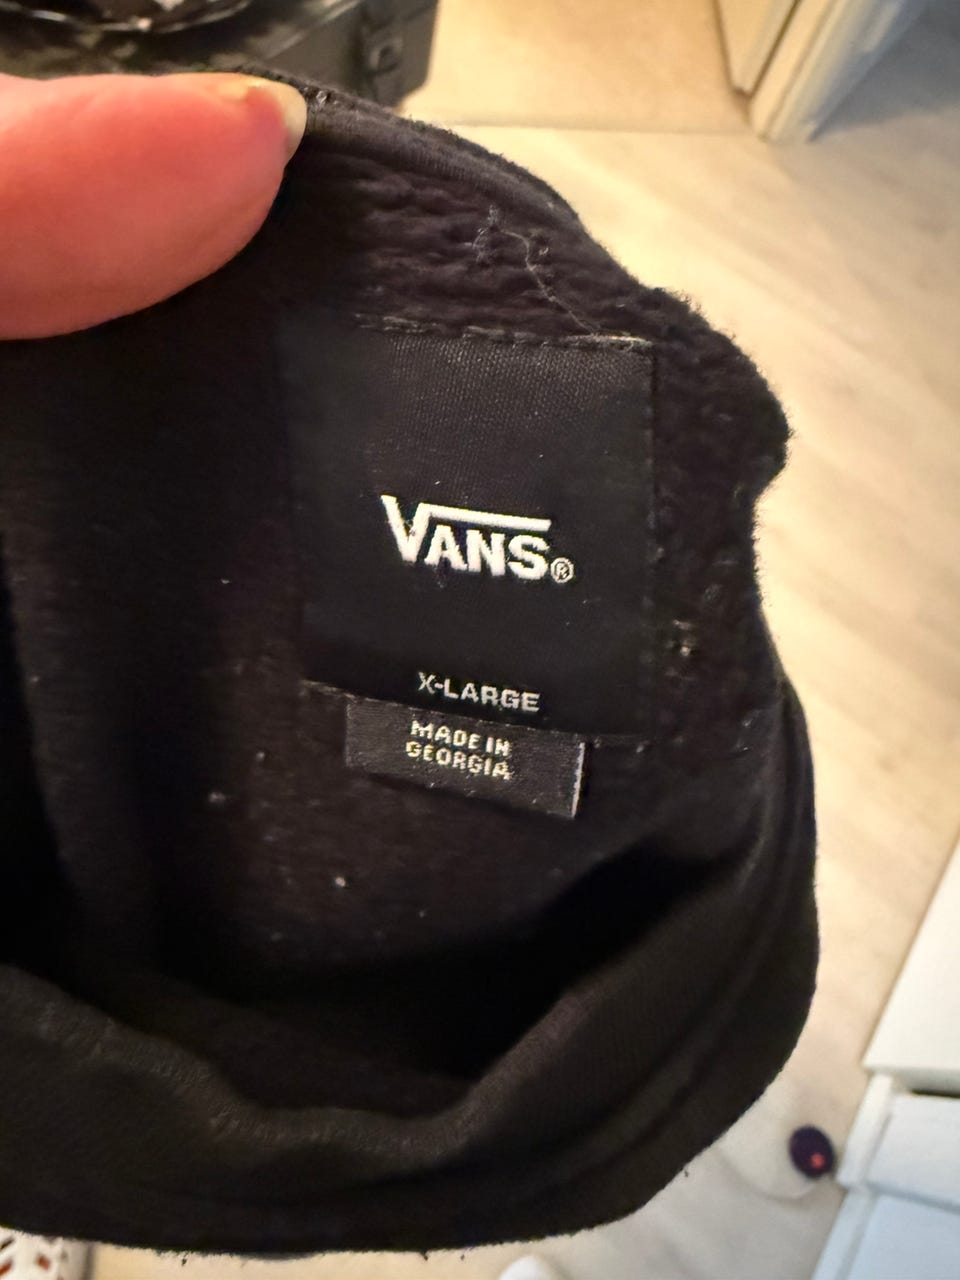 VANS®
X-LARGE
MADE IN
GEORGIA